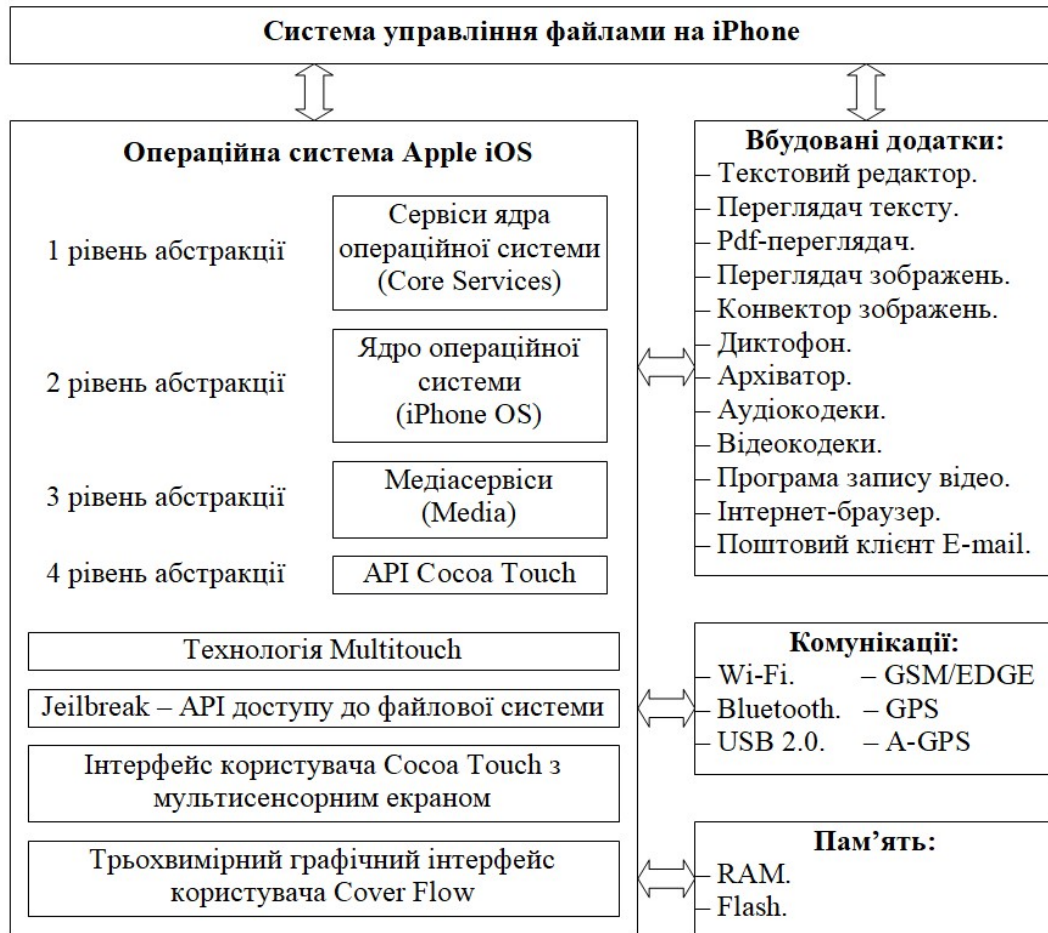 Система управління файлами на iPhone
Операційна система Apple iOS
1 рівень абстракції
Сервіси ядра
операційної системи
(Core Services)
2 рівень абстракції
Ядро операційної
системи
(iPhone OS)
3 рівень абстракції
Медіасервіси
(Media)
4 рівень абстракції
API Cocoa Touch
Технологія Multitouch
Jeilbreak – API доступу до файлової системи
Інтерфейс користувача Cocoa Touch з
мультисенсорним екраном
Трьохвимірний графічний інтерфейс
користувача Cover Flow
Вбудовані додатки:
– Текстовий редактор.
– Переглядач тексту.
– Pdf-переглядач.
– Переглядач зображень.
– Конвектор зображень.
– Диктофон.
– Архіватор.
– Аудіокодеки.
– Відеокодеки.
– Програма запису відео.
– Інтернет-браузер.
– Поштовий клієнт E-mail.
Комунікації:
– Wi-Fi. – GSM/EDGE
– Bluetooth. – GPS
– USB 2.0. – A-GPS
Пам’ять:
– RAM.
– Flash.